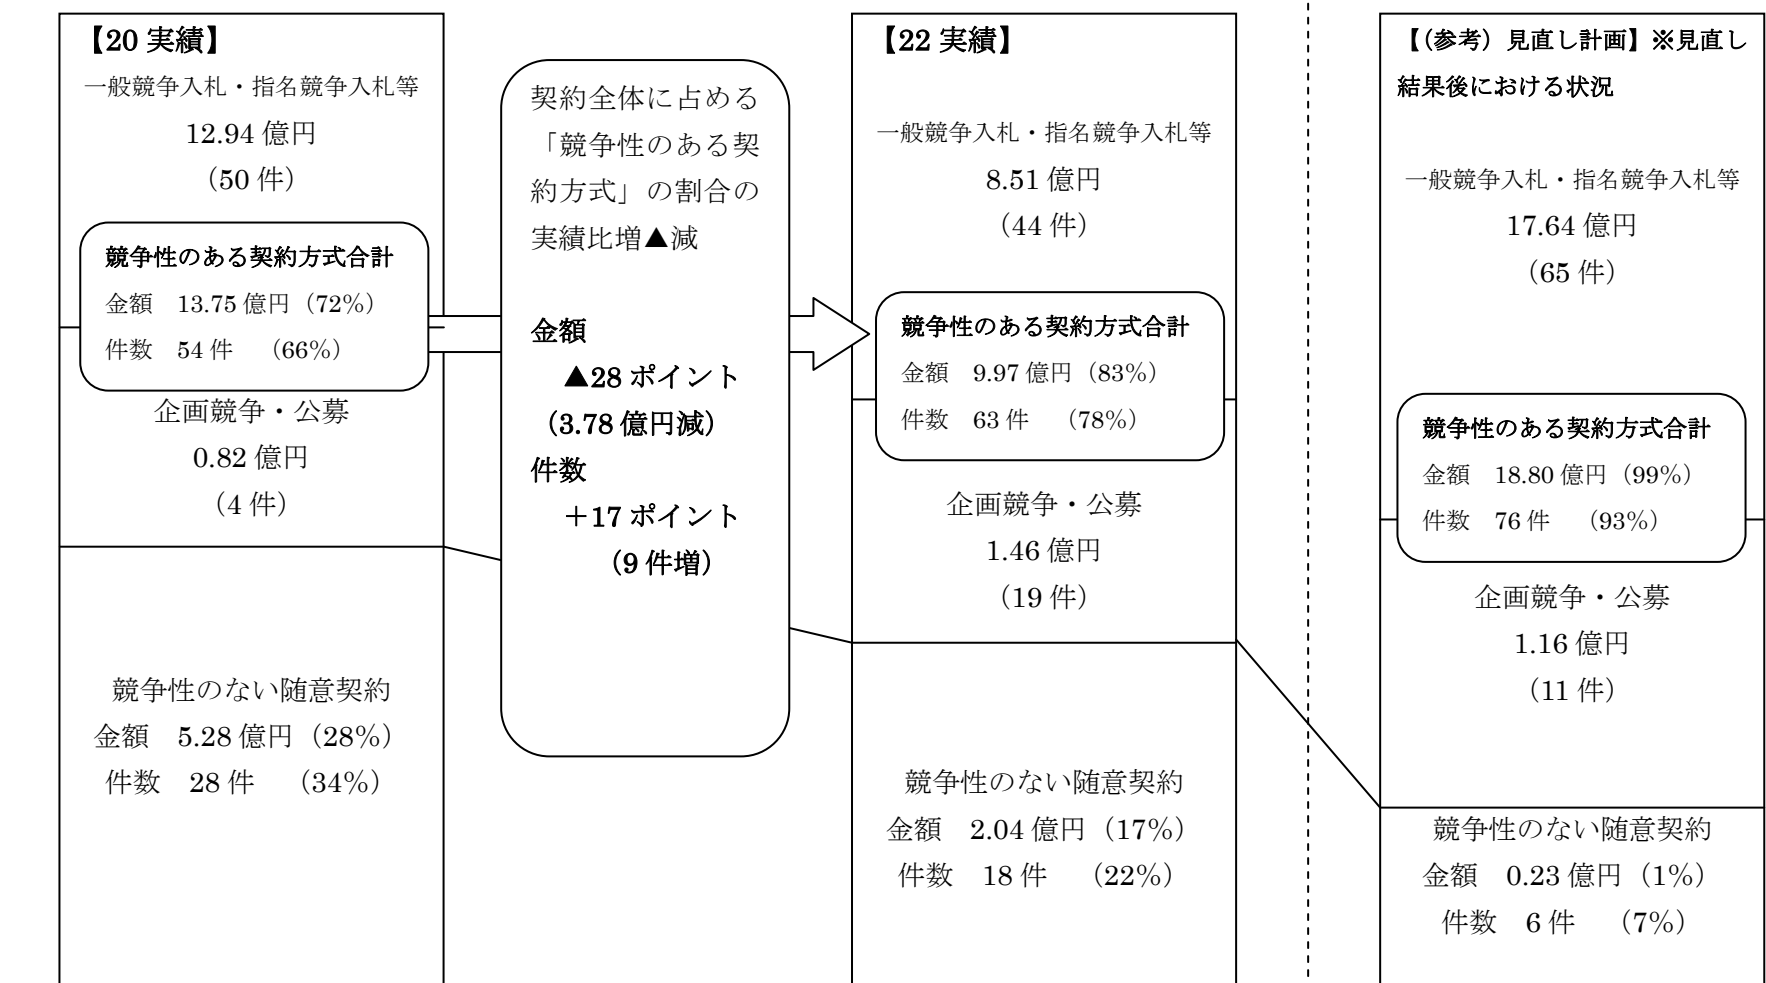 【20 実績】
一般競争入札・指名競争入札等
12.94 億円
（50 件）
競争性のある契約方式合計
金額　13.75 億円（72%）
件数　54 件　（66%）
企画競争・公募
0.82 億円
（4 件）
競争性のない随意契約
金額　5.28 億円（28%）
件数　28 件　（34%）
契約全体に占める
「競争性のある契
約方式」の割合の
実績比増▲減
金額
▲28 ポイント
（3.78 億円減）
件数
＋17 ポイント
（9 件増）
【22 実績】
一般競争入札・指名競争入札等
8.51 億円
（44 件）
競争性のある契約方式合計
金額　9.97 億円（83%）
件数　63 件　（78%）
企画競争・公募
1.46 億円
（19 件）
競争性のない随意契約
金額　2.04 億円（17%）
件数　18 件　（22%）
【（参考）見直し計画】※見直し
結果後における状況
一般競争入札・指名競争入札等
17.64 億円
（65 件）
競争性のある契約方式合計
金額　18.80 億円（99%）
件数　76 件　（93%）
企画競争・公募
1.16 億円
（11 件）
競争性のない随意契約
金額　0.23 億円（1%）
件数　6 件　（7%）